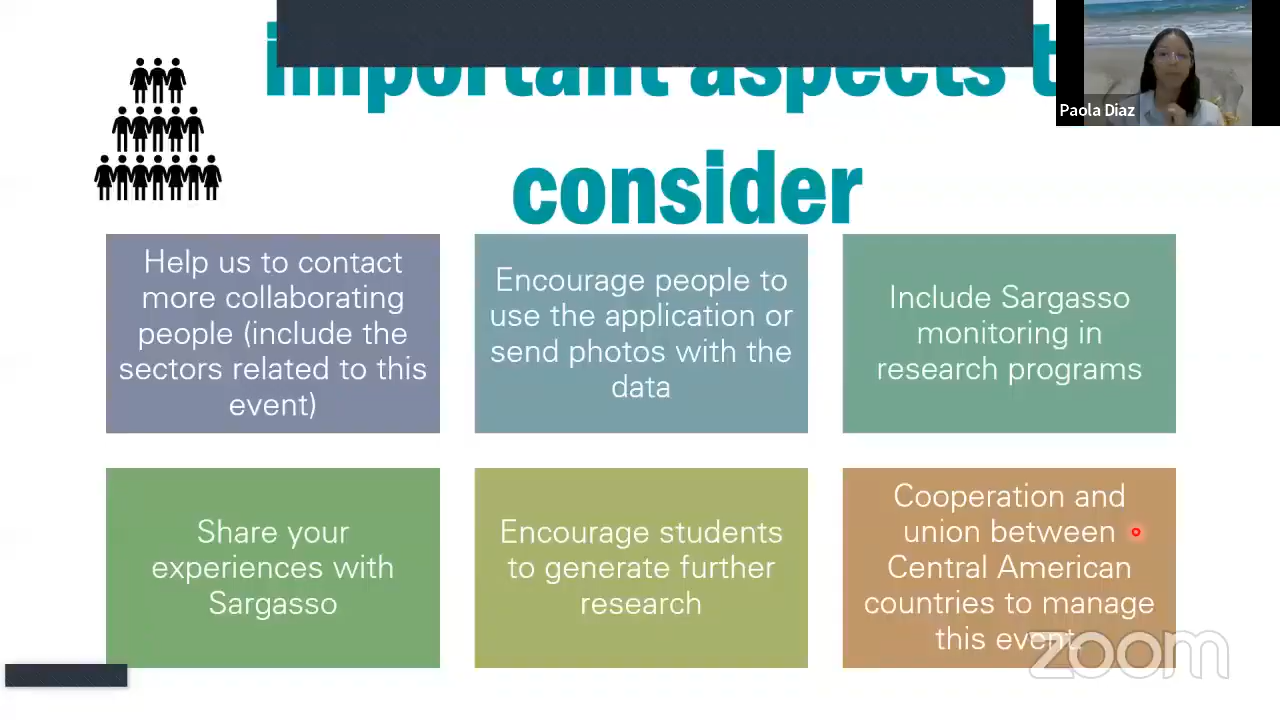 important aspects t
consider
Paola Diaz
Help us to contact
more collaborating
people (include the
sectors related to this
event)
Encourage people to
use the application or
send photos with the
data
Include Sargasso
monitoring in
research programs
Share your
experiences with
Sargasso
Encourage students
to generate further
research
Cooperation and
union between
Central American
countries to manage
this event.
zoom